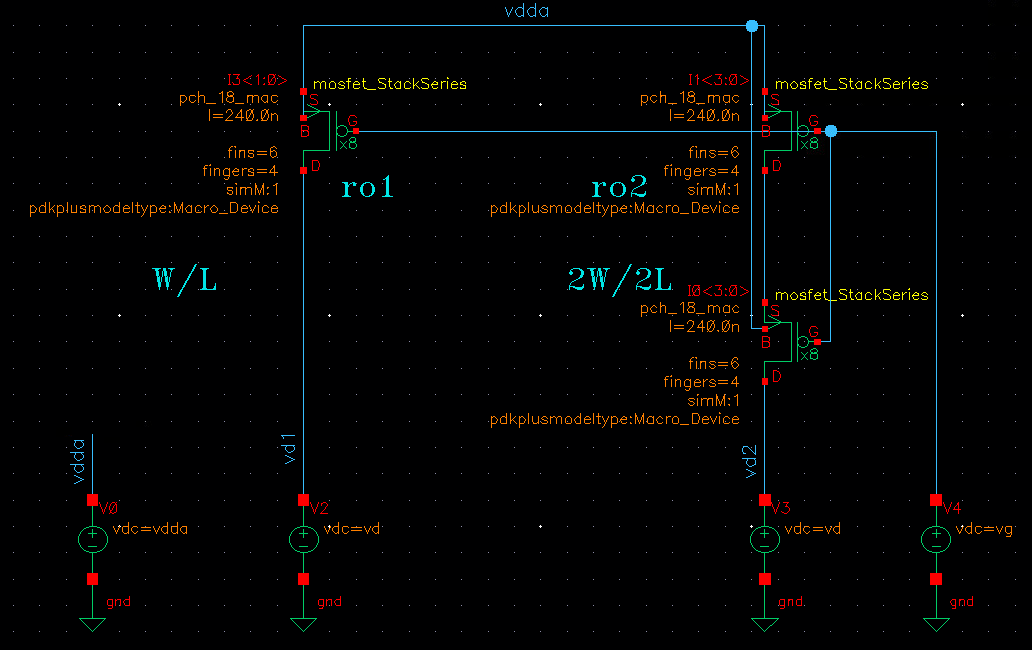 vdda
I3<1:0>
mosfet_StackSeries
pch_18_mac
l=240.0n
S
B
G
x8
D
fins=6
fingers=4
simM:1
pdkplusmodeltype:Macro_Device
ro1
W/L
I1<3:0>
mosfet_StackSeries
pch_18_mac
l=240.0n
S
B
G
x8
D
fins=6
fingers=4
simM:1
pdkplusmodeltype:Macro_Device
ro2
2W/2L
I0<3:0>
mosfet_StackSeries
pch_18_mac
l=240.0n
S
B
G
x8
D
fins=6
fingers=4
simM:1
pdkplusmodeltype:Macro_Device
vdda
V0
vdc=vdda
gnd
vd1
V2
vdc=vd
gnd
vd2
V3
vdc=vd
gnd
V4
vdc=vg
gnd